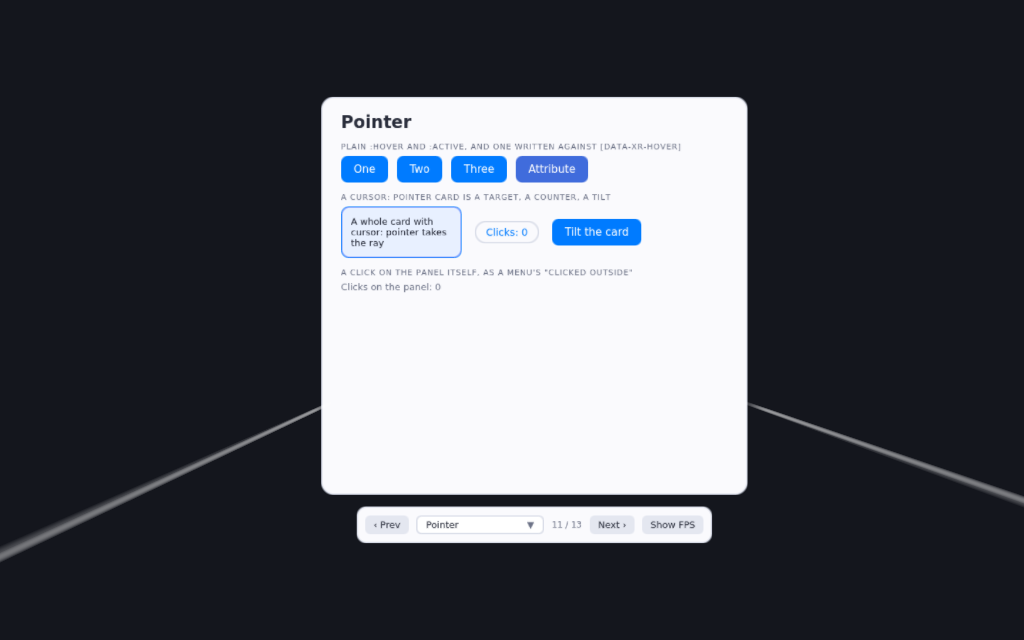 Pointer
PLAIN :HOVER AND :ACTIVE, AND ONE WRITTEN AGAINST [DATA-XR-HOVER]
One Two Three Attribute
A CURSOR: POINTER CARD IS A TARGET, A COUNTER, A TILT
A whole card with
cursor: pointer takes
the ray
Clicks: 0
Tilt the card
A CLICK ON THE PANEL ITSELF, AS A MENU'S "CLICKED OUTSIDE"
Clicks on the panel: 0
‹ Prev Pointer ▼ 11 / 13 Next › Show FPS